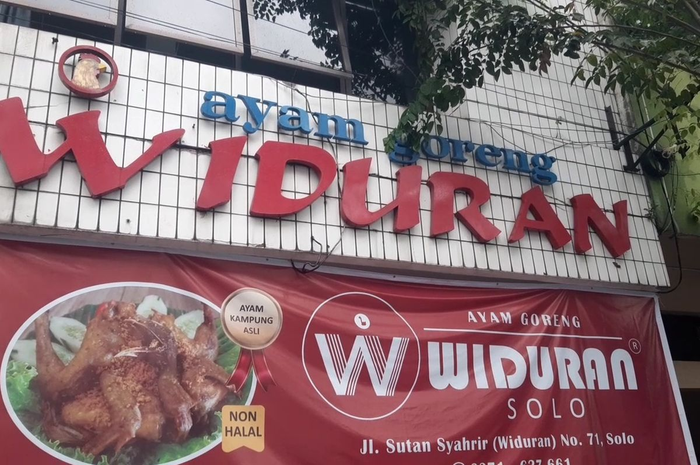 ayam goreng
WIDURAN
AYAM
KAMPUNG
ASLI
NON
HALAL
W
AYAM GORENG
WIDURAN ®
SOLO
Jl. Sutan Syahrir (Widuran) No. 71, Solo